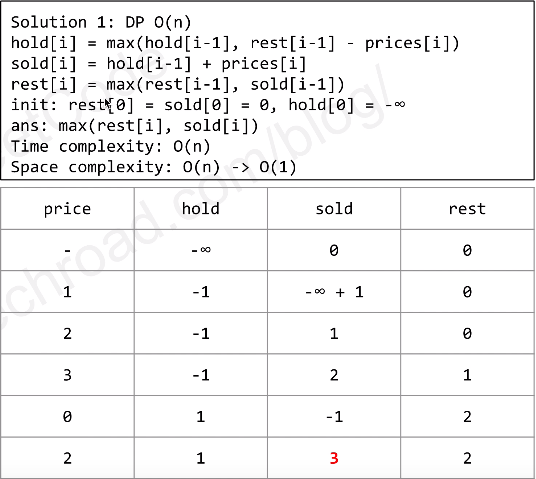 Solution 1: DP O(n)
hold[i] = max(hold[i-1], rest[i-1] - prices[i])
sold[i] = hold[i-1] + prices[i]
rest[i] = max(rest[i-1], sold[i-1])
init: rest[0] = sold[0] = 0, hold[0] = -∞
ans: max(rest[i], sold[i])
Time complexity: O(n)
Space complexity: O(n) -> O(1)
price hold sold rest
- -∞ 0 0
1 -1 -∞ + 1 0
2 -1 1 0
3 -1 2 1
0 1 -1 2
2 1 3 2
echroad.com/blog/